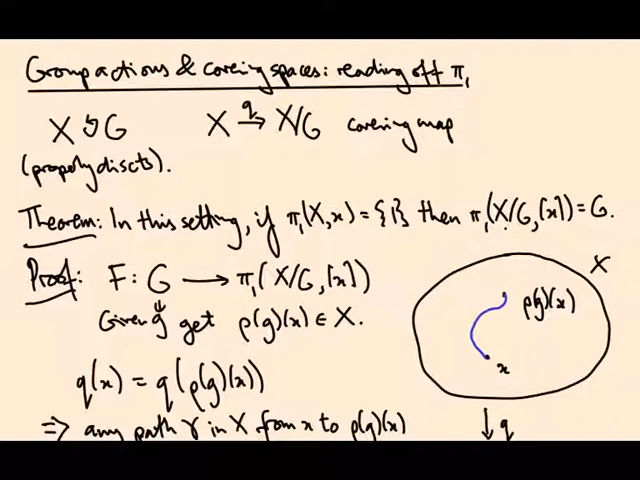 Group actions & covering spaces: reading off π₁
X ↺ G X →^q X/G covering map
(properly discts).
Theorem: In this setting, if π₁(X,x) = {1} then π₁(X/G,[x]) = G.
Proof: F: G ⟶ π₁(X/G,[x])
Given g get ρ(g)(x) ∈ X.
q(x) = q(ρ(g)(x))
⇒ any path γ in X from x to ρ(g)(x)
X
ρ(g)(x)
x
↓ q